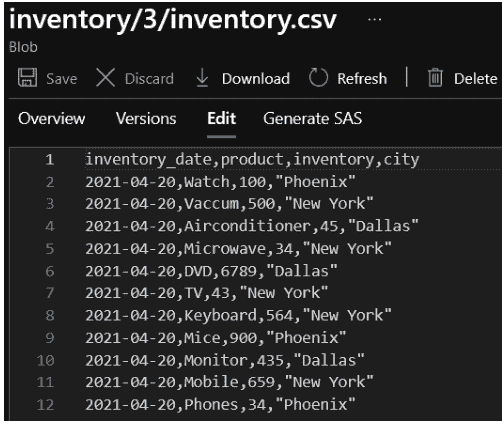 inventory/3/inventory.csv ...
Blob
Save Discard Download Refresh | Delete
Overview Versions Edit Generate SAS
1 inventory_date,product,inventory,city
2 2021-04-20,Watch,100,"Phoenix"
3 2021-04-20,Vaccum,500,"New York"
4 2021-04-20,Airconditioner,45,"Dallas"
5 2021-04-20,Microwave,34,"New York"
6 2021-04-20,DVD,6789,"Dallas"
7 2021-04-20,TV,43,"New York"
8 2021-04-20,Keyboard,564,"New York"
9 2021-04-20,Mice,900,"Phoenix"
10 2021-04-20,Monitor,435,"Dallas"
11 2021-04-20,Mobile,659,"New York"
12 2021-04-20,Phones,34,"Phoenix"